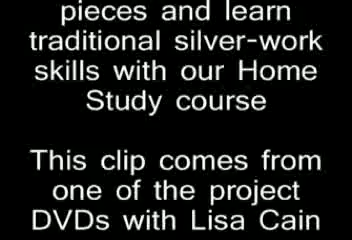 pieces and learn
traditional silver-work
skills with our Home
Study course
This clip comes from
one of the project
DVDs with Lisa Cain